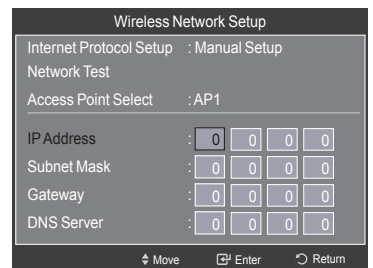 Wireless Network Setup
Internet Protocol Setup : Manual Setup
Network Test
Access Point Select : AP1
IP Address : 0 0 0 0
Subnet Mask : 0 0 0 0
Gateway : 0 0 0 0
DNS Server : 0 0 0 0
Move Enter Return